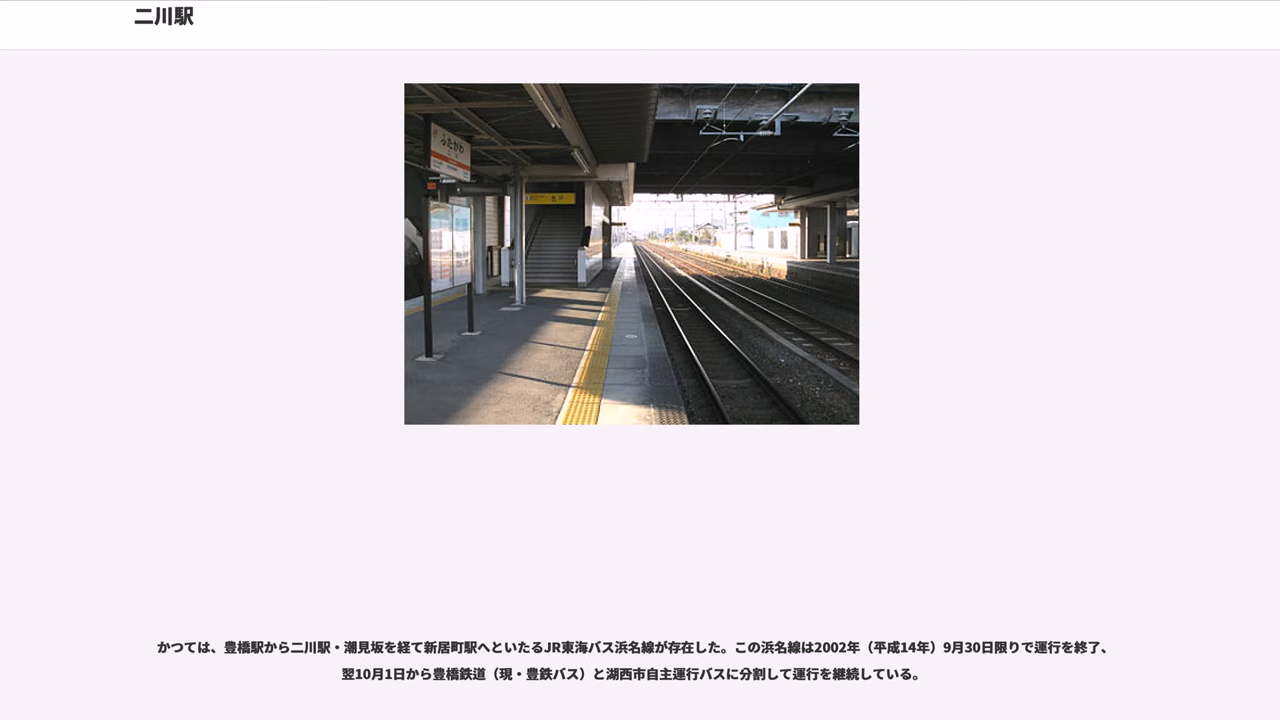 二川駅
ふたがわ
かつては、豊橋駅から二川駅・潮見坂を経て新居町駅へといたるJR東海バス浜名線が存在した。この浜名線は2002年（平成14年）9月30日限りで運行を終了、
翌10月1日から豊橋鉄道（現・豊鉄バス）と湖西市自主運行バスに分割して運行を継続している。